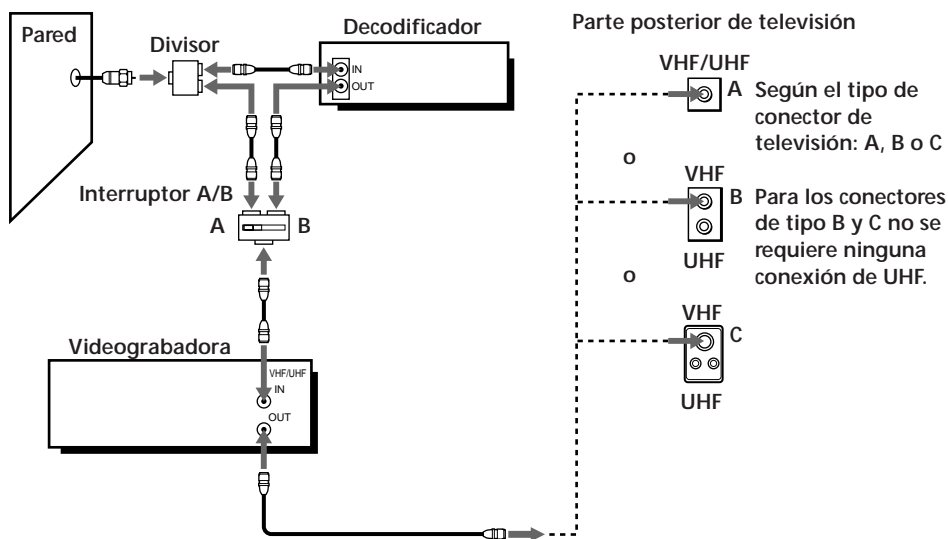 Pared
Divisor
Decodificador
IN
OUT
Interruptor A/B
A
B
Videograbadora
VHF/UHF
IN
OUT
Parte posterior de televisión
VHF/UHF
A
Según el tipo de
conector de
televisión: A, B o C
o
VHF
B
Para los conectores
de tipo B y C no se
requiere ninguna
conexión de UHF.
UHF
o
VHF
C
UHF